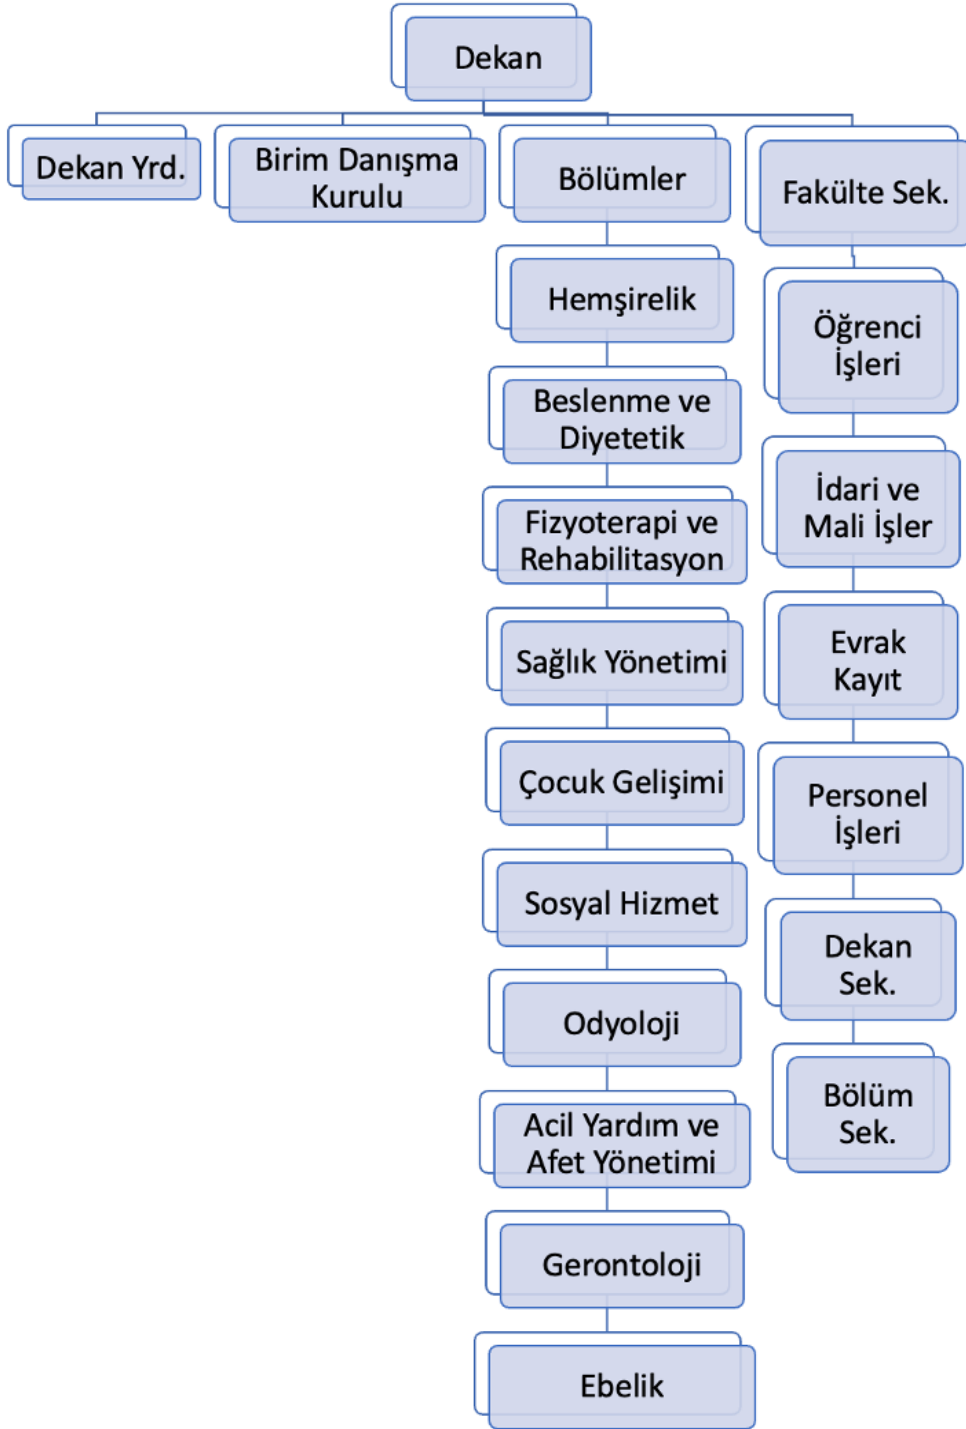 Dekan
Dekan Yrd.
Birim Danışma
Kurulu
Bölümler
Hemşirelik
Beslenme ve
Diyetetik
Fizyoterapi ve
Rehabilitasyon
Sağlık Yönetimi
Çocuk Gelişimi
Sosyal Hizmet
Odyoloji
Acil Yardım ve
Afet Yönetimi
Gerontoloji
Ebelik
Fakülte Sek.
Öğrenci
İşleri
İdari ve
Mali İşler
Evrak
Kayıt
Personel
İşleri
Dekan
Sek.
Bölüm
Sek.